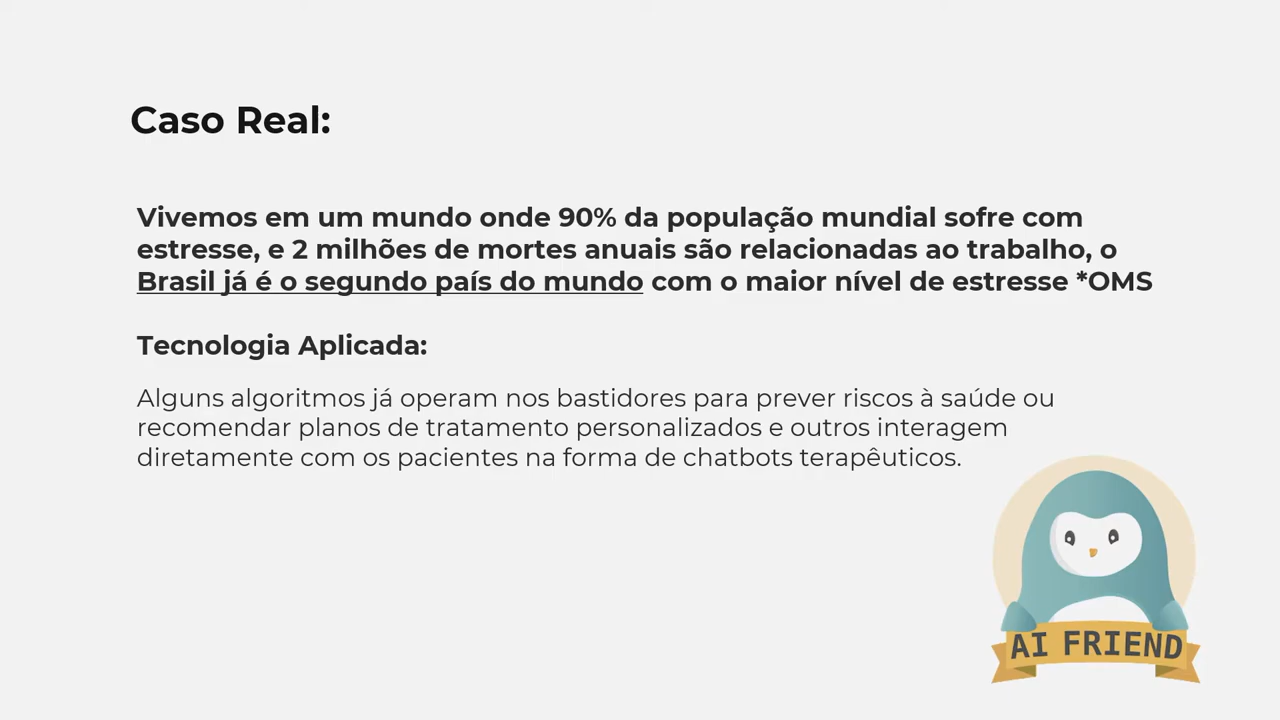 Caso Real:
Vivemos em um mundo onde 90% da população mundial sofre com
estresse, e 2 milhões de mortes anuais são relacionadas ao trabalho, o
Brasil já é o segundo país do mundo com o maior nível de estresse *OMS
Tecnologia Aplicada:
Alguns algoritmos já operam nos bastidores para prever riscos à saúde ou
recomendar planos de tratamento personalizados e outros interagem
diretamente com os pacientes na forma de chatbots terapêuticos.
AI FRIEND